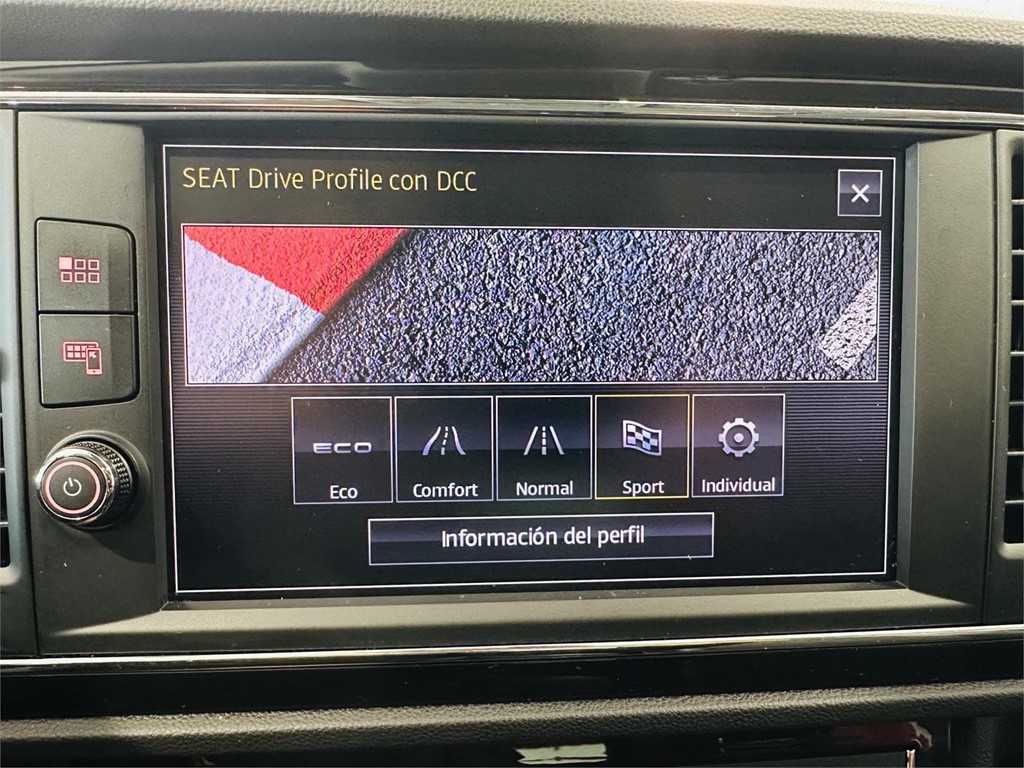 SEAT Drive Profile con DCC
ECO
Eco
Comfort
Normal
Sport
Individual
Información del perfil